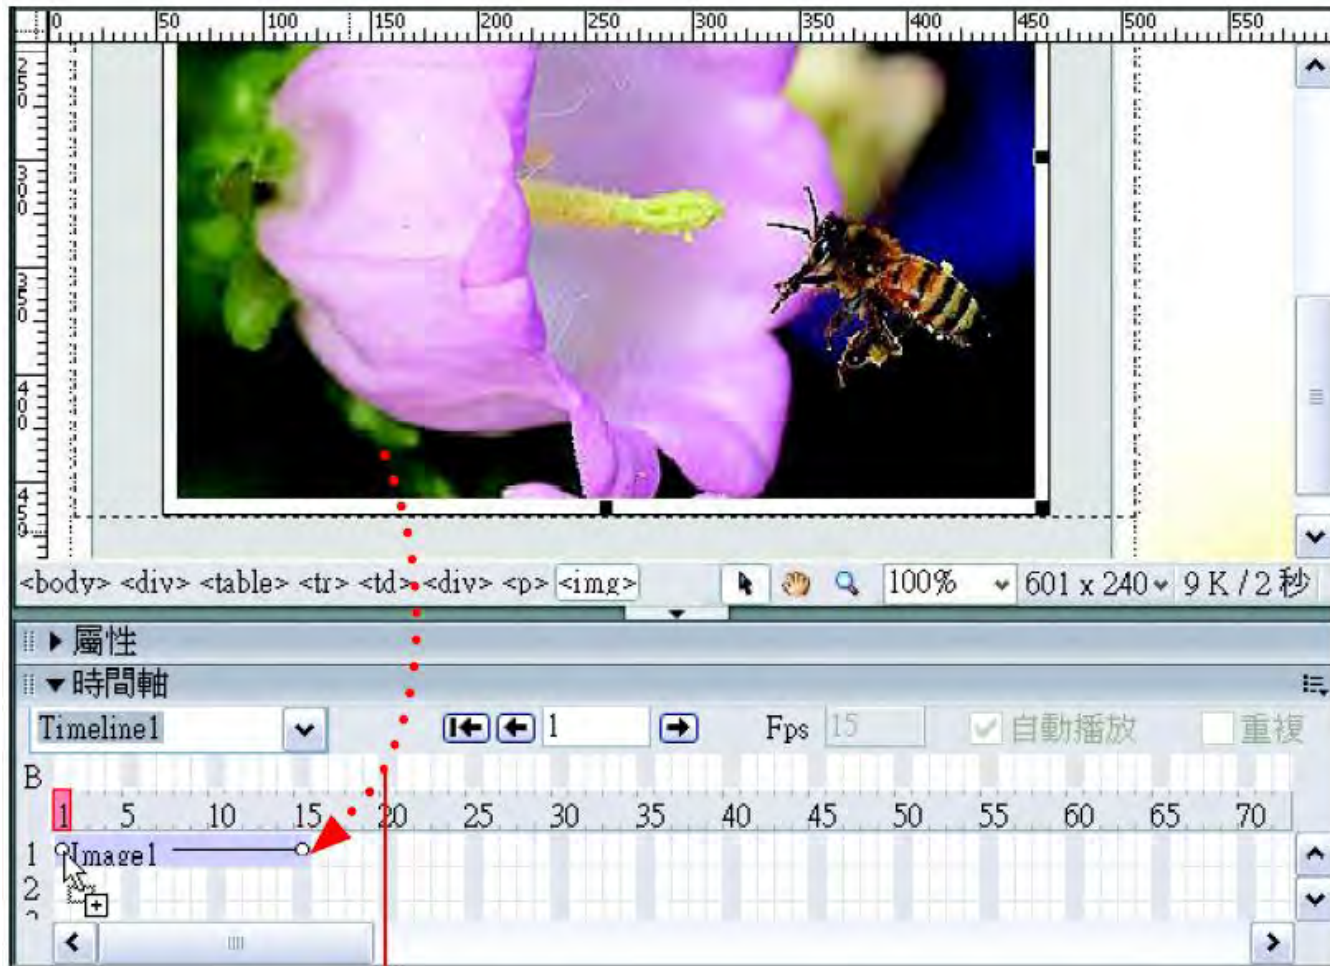 0 50 100 150 200 250 300 350 400 450 500 550
250
300
350
400
450
<body> <div> <table> <tr> <td> <div> <p> <img>
100% 601 x 240 9 K / 2 秒
屬性
時間軸
Timeline1 1 Fps 15 自動播放 重複
B
1 5 10 15 20 25 30 35 40 45 50 55 60 65 70
1 Image1
2